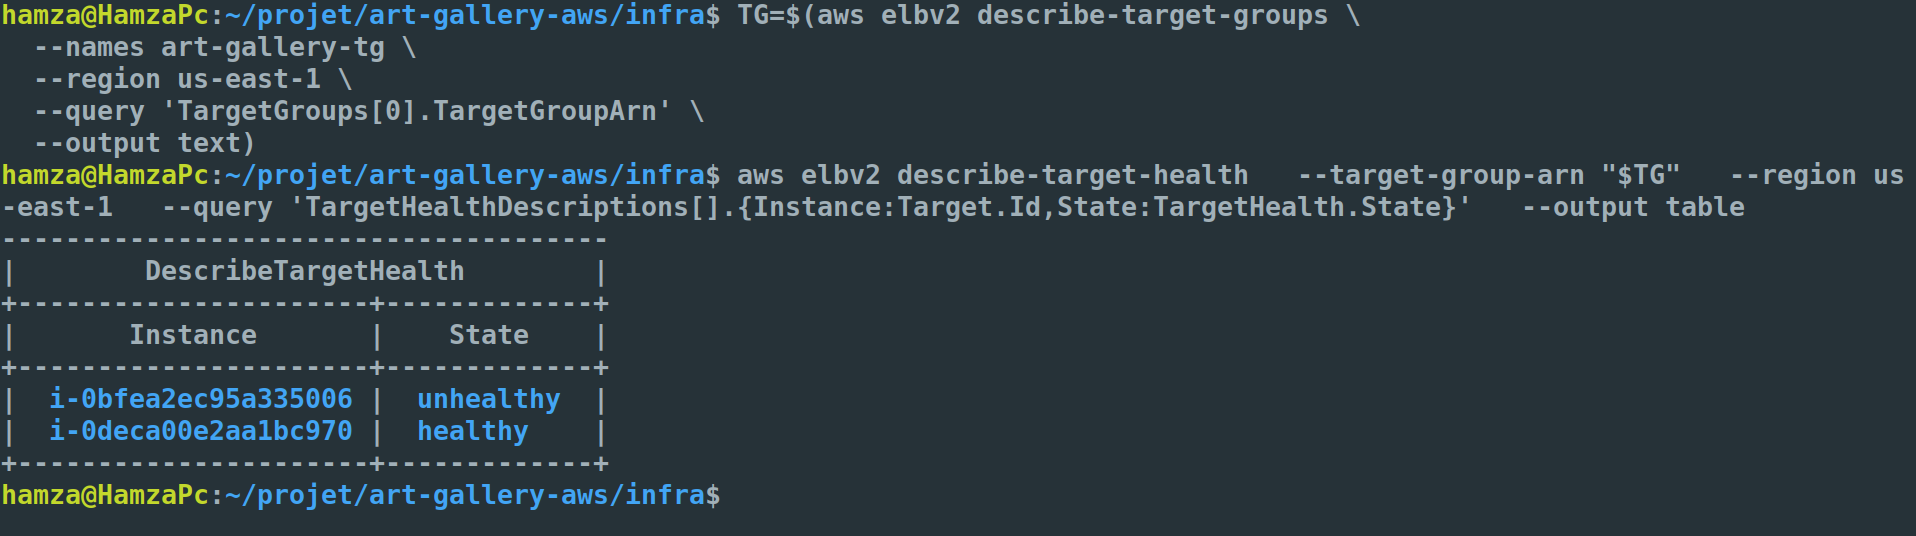 hamza@HamzaPc:~/projet/art-gallery-aws/infra$ TG=$(aws elbv2 describe-target-groups \
  --names art-gallery-tg \
  --region us-east-1 \
  --query 'TargetGroups[0].TargetGroupArn' \
  --output text)
hamza@HamzaPc:~/projet/art-gallery-aws/infra$ aws elbv2 describe-target-health   --target-group-arn "$TG"   --region us
-east-1   --query 'TargetHealthDescriptions[].{Instance:Target.Id,State:TargetHealth.State}'   --output table
--------------------------------------
|        DescribeTargetHealth        |
+----------------------+-------------+
|       Instance       |    State    |
+----------------------+-------------+
|  i-0bfea2ec95a335006 |  unhealthy  |
|  i-0deca00e2aa1bc970 |  healthy    |
+----------------------+-------------+
hamza@HamzaPc:~/projet/art-gallery-aws/infra$